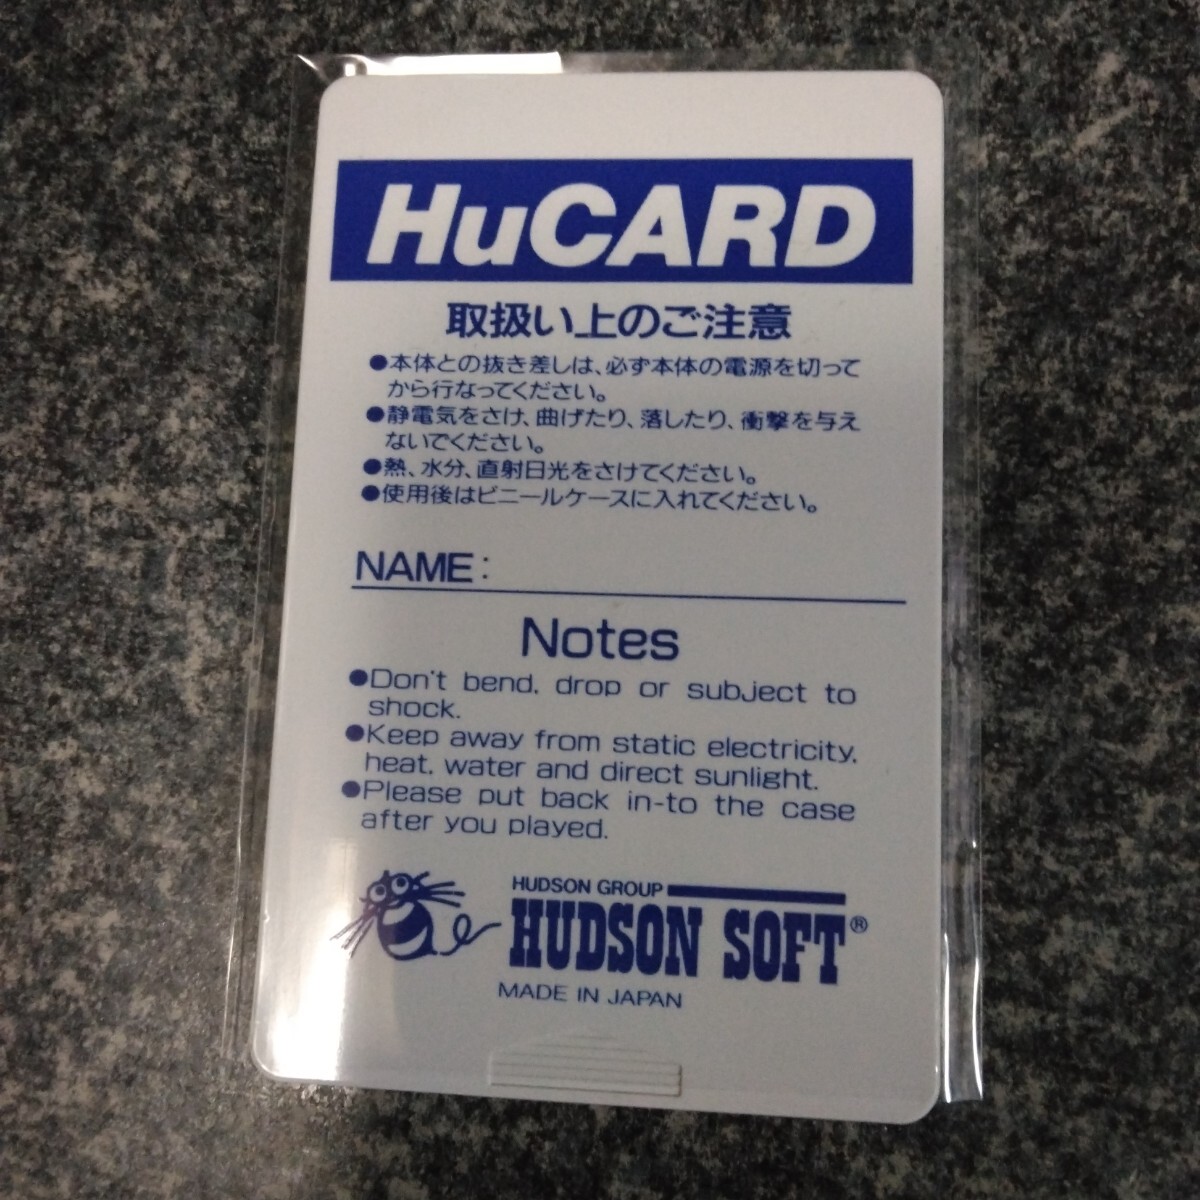 HuCARD
取扱い上のご注意
●本体との抜き差しは、必ず本体の電源を切って
から行なってください。
●静電気をさけ、曲げたり、落したり、衝撃を与え
ないでください。
●熱、水分、直射日光をさけてください。
●使用後はビニールケースに入れてください。
NAME:
Notes
●Don't bend, drop or subject to
shock.
●Keep away from static electricity,
heat, water and direct sunlight.
●Please put back in-to the case
after you played.
HUDSON GROUP
HUDSON SOFT®
MADE IN JAPAN